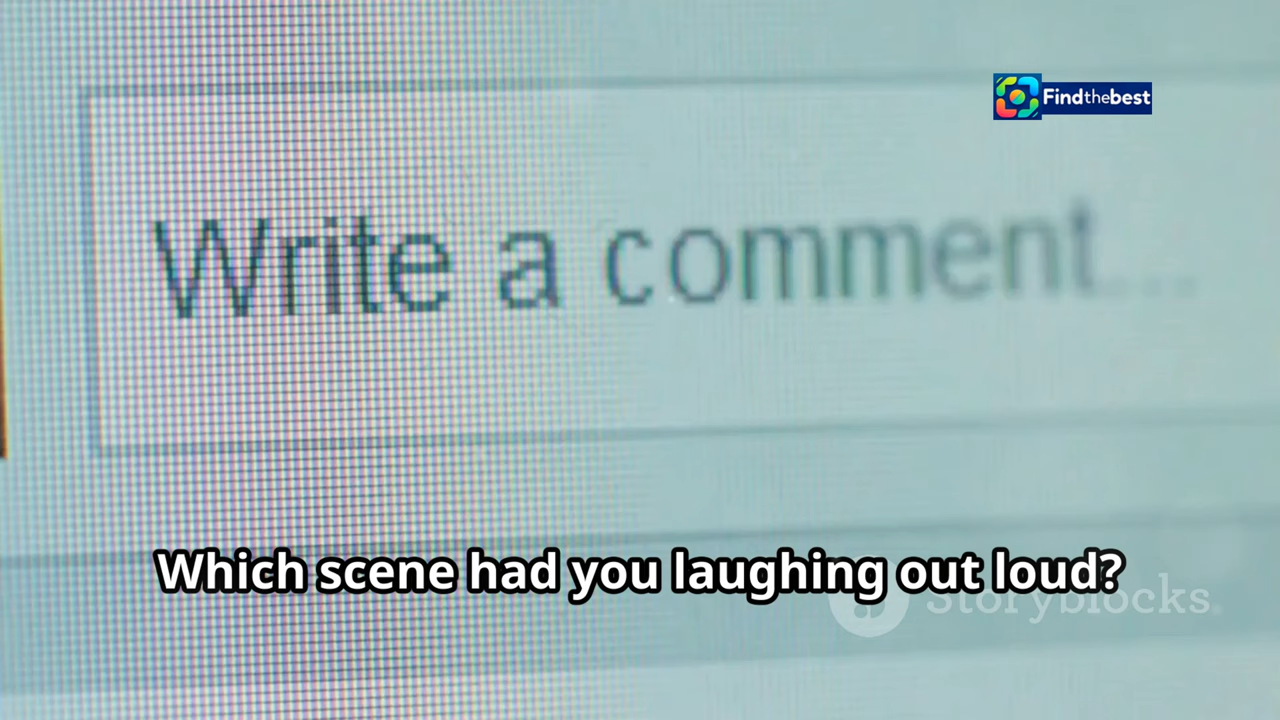 Findthebest
Write a comment...
Which scene had you laughing out loud?
Storyblocks